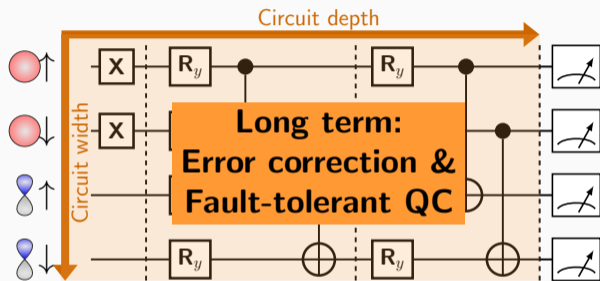 Circuit depth
Circuit width
X R_y R_y
X
Long term:
Error correction &
Fault-tolerant QC
R_y R_y